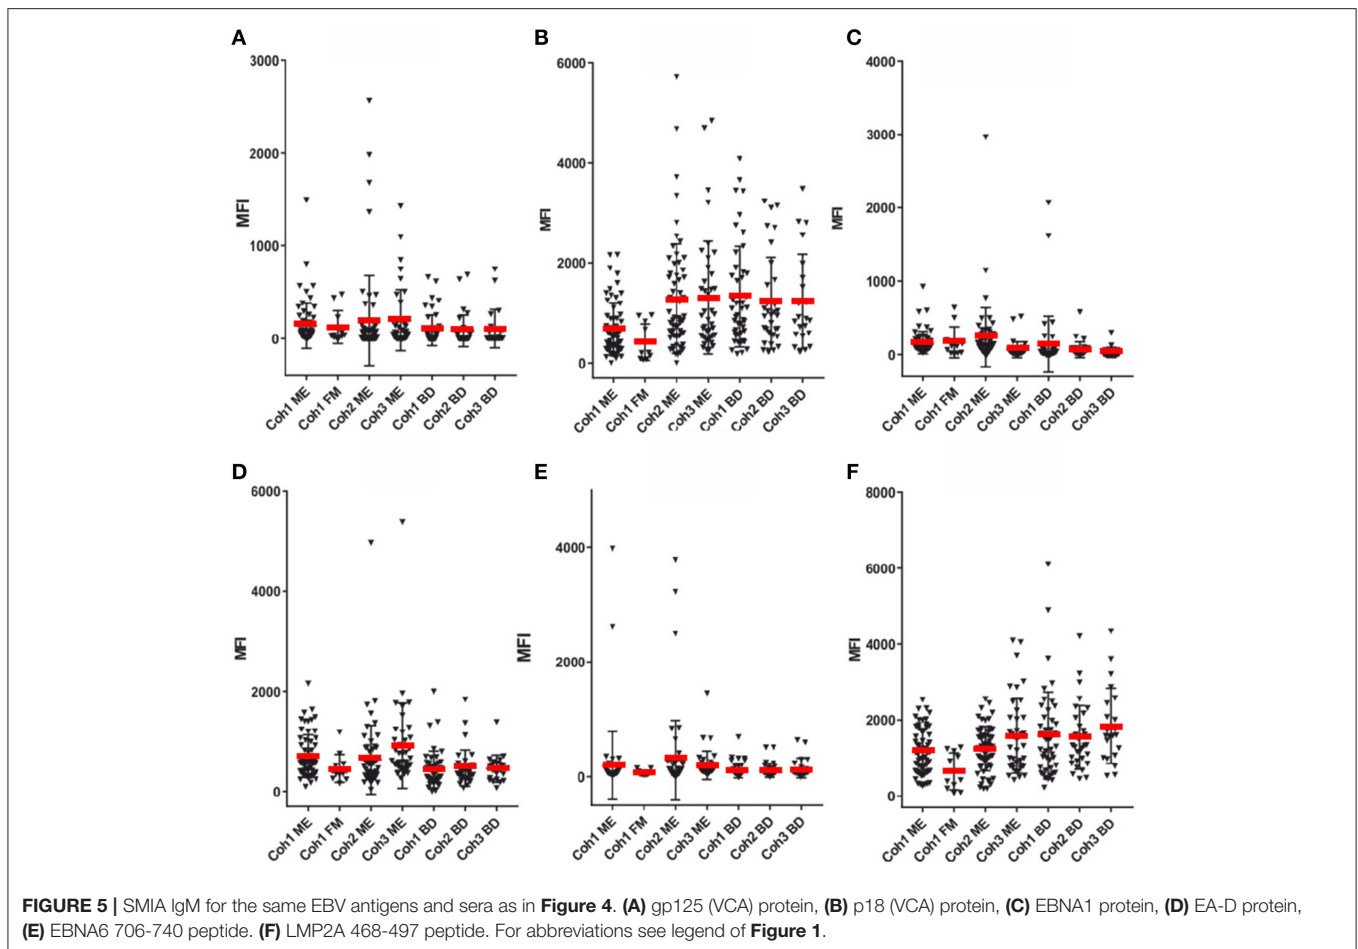 A
B
C
3000
2000
1000
0
MFI
Coh1 ME
Coh1 FM
Coh2 ME
Coh3 ME
Coh1 BD
Coh2 BD
Coh3 BD
6000
4000
2000
0
MFI
Coh1 ME
Coh1 FM
Coh2 ME
Coh3 ME
Coh1 BD
Coh2 BD
Coh3 BD
4000
3000
2000
1000
0
MFI
Coh1 ME
Coh1 FM
Coh2 ME
Coh3 ME
Coh1 BD
Coh2 BD
Coh3 BD
D
E
F
6000
4000
2000
0
MFI
Coh1 ME
Coh1 FM
Coh2 ME
Coh3 ME
Coh1 BD
Coh2 BD
Coh3 BD
4000
2000
0
MFI
Coh1 ME
Coh1 FM
Coh2 ME
Coh3 ME
Coh1 BD
Coh2 BD
Coh3 BD
8000
6000
4000
2000
0
MFI
Coh1 ME
Coh1 FM
Coh2 ME
Coh3 ME
Coh1 BD
Coh2 BD
Coh3 BD
FIGURE 5 | SMIA IgM for the same EBV antigens and sera as in Figure 4. (A) gp125 (VCA) protein, (B) p18 (VCA) protein, (C) EBNA1 protein, (D) EA-D protein,
(E) EBNA6 706-740 peptide. (F) LMP2A 468-497 peptide. For abbreviations see legend of Figure 1.